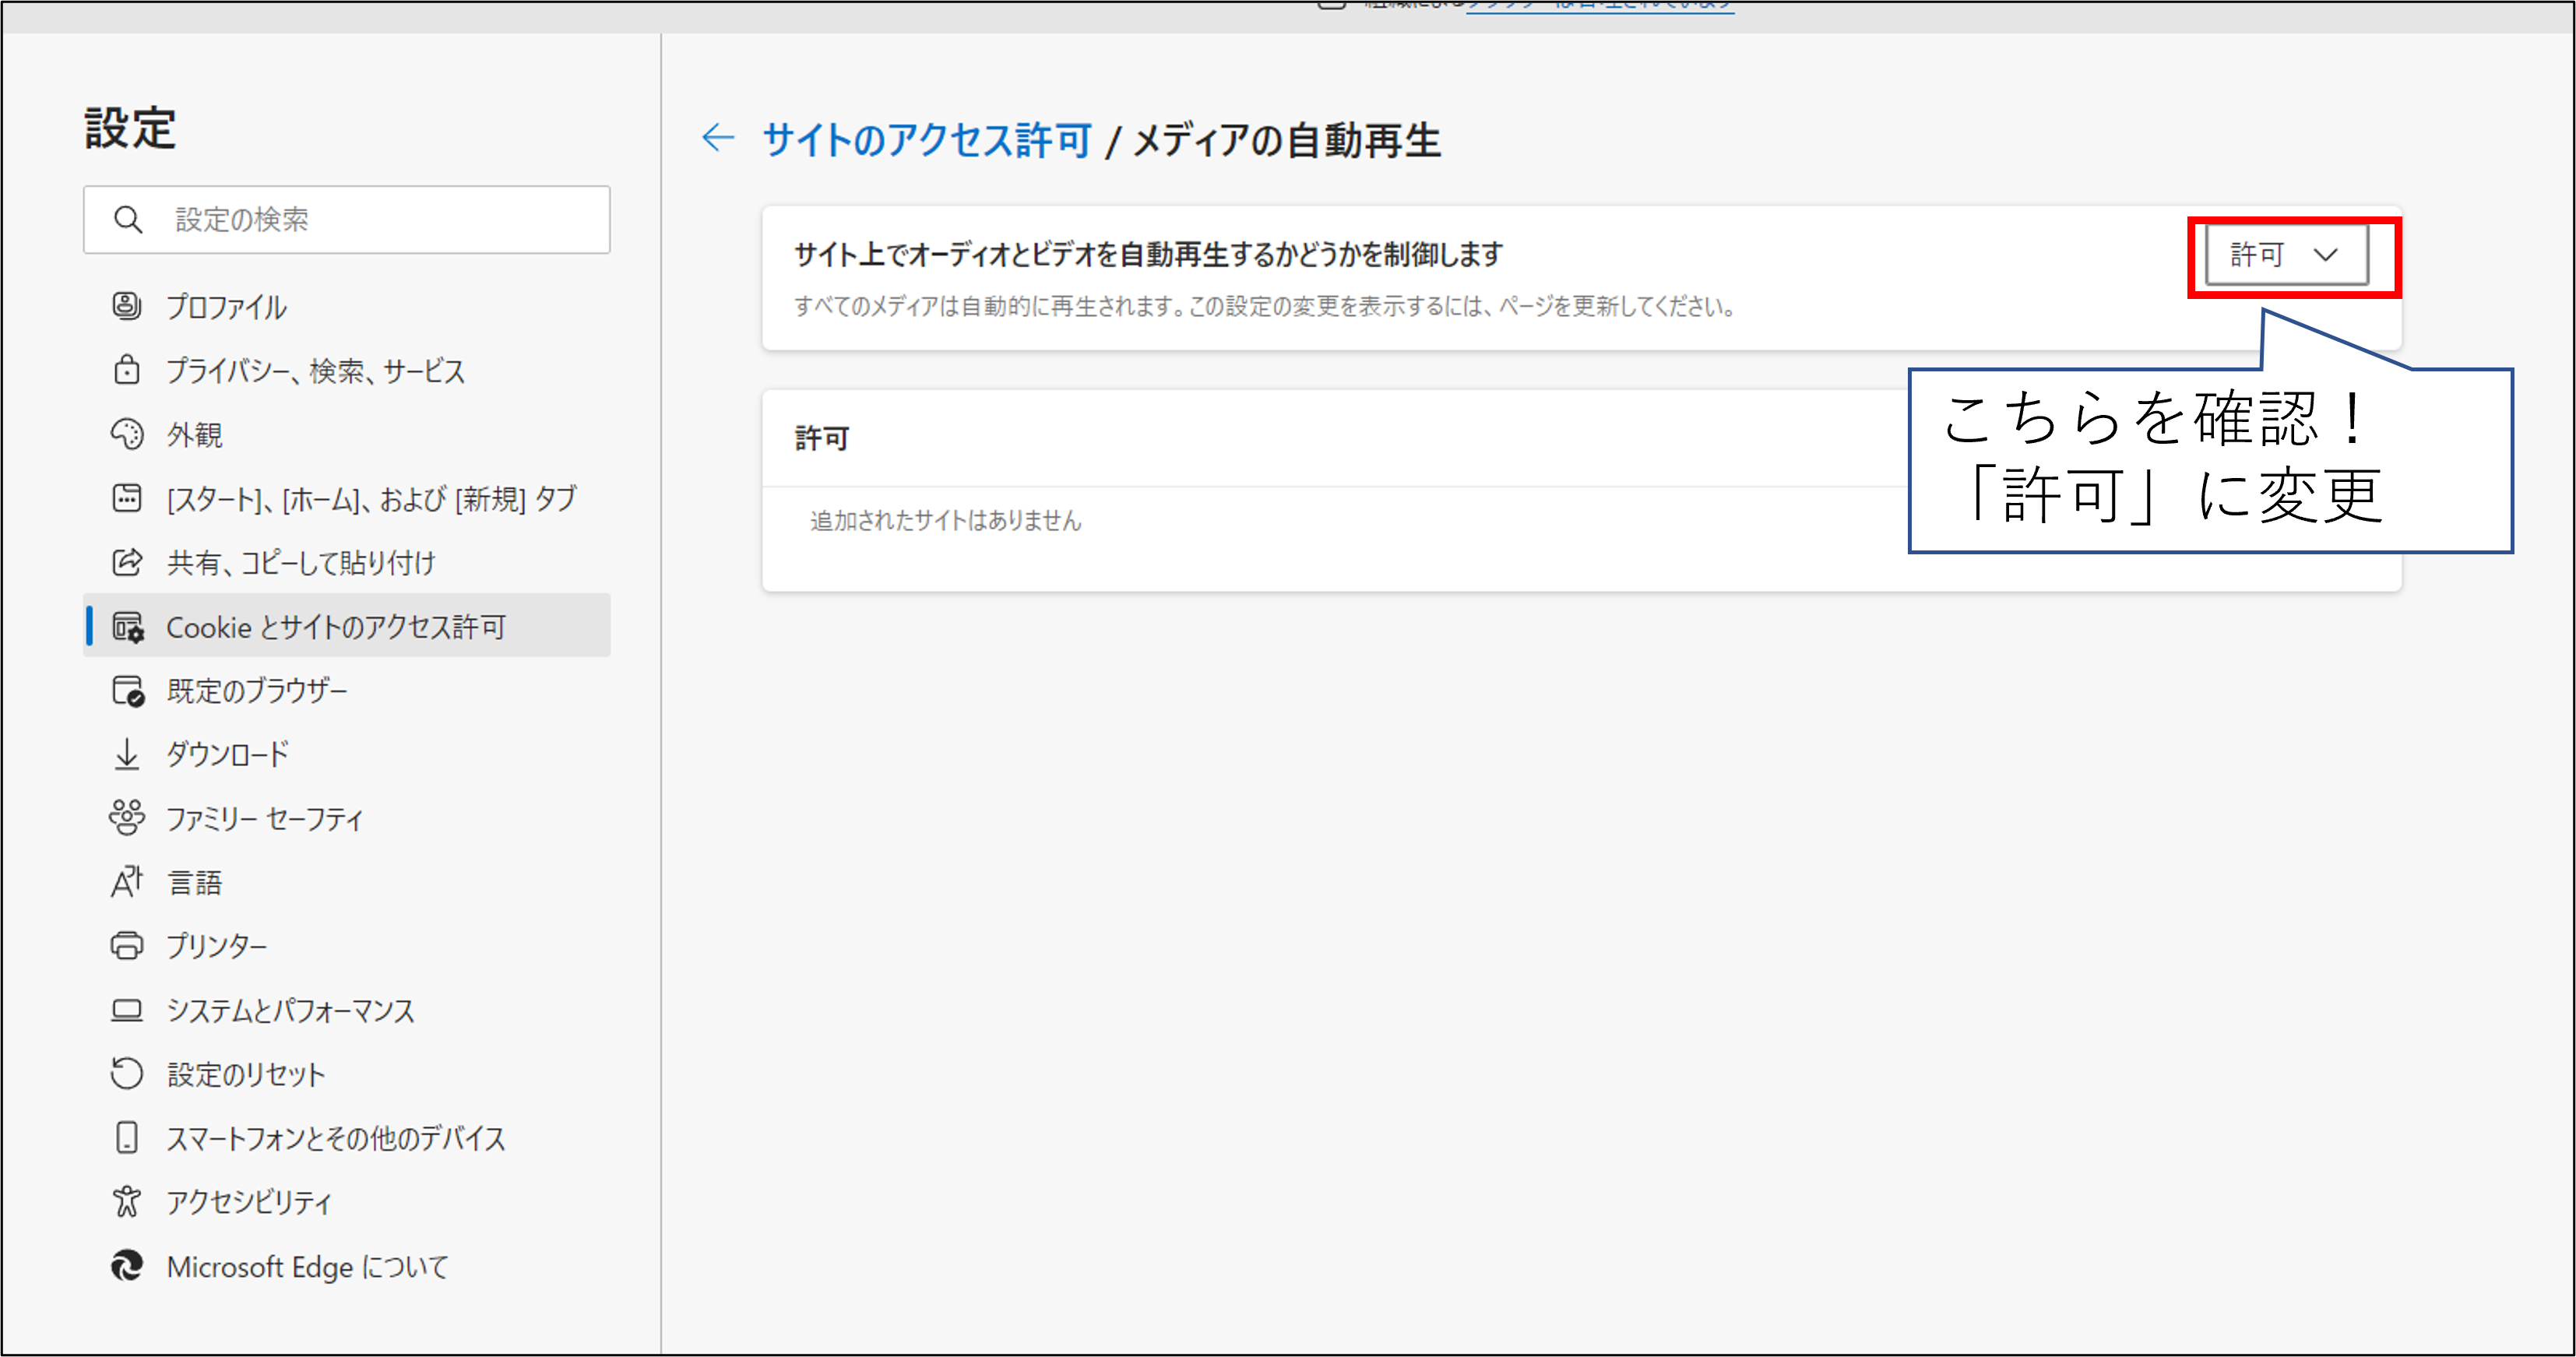 設定
設定の検索
プロファイル
プライバシー、検索、サービス
外観
[スタート]、[ホーム]、および [新規] タブ
共有、コピーして貼り付け
Cookie とサイトのアクセス許可
既定のブラウザー
ダウンロード
ファミリー セーフティ
言語
プリンター
システムとパフォーマンス
設定のリセット
スマートフォンとその他のデバイス
アクセシビリティ
Microsoft Edge について
サイトのアクセス許可 / メディアの自動再生
サイト上でオーディオとビデオを自動再生するかどうかを制御します
許可
すべてのメディアは自動的に再生されます。この設定の変更を表示するには、ページを更新してください。
許可
追加されたサイトはありません
こちらを確認！
「許可」に変更